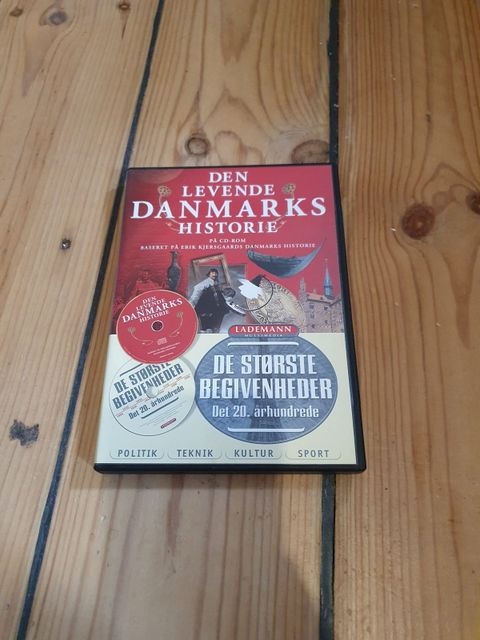 DEN
LEVENDE
DANMARKS
HISTORIE
PÅ CD-ROM
BASERET PÅ ERIK KJERSGAARDS DANMARKS HISTORIE
DEN
LEVENDE
DANMARKS
HISTORIE
LADEMANN
MULTIMEDIA
DE STØRSTE
BEGIVENHEDER
Det 20. århundrede
DE STØRSTE
BEGIVENHEDER
Det 20. århundrede
POLITIK
TEKNIK
KULTUR
SPORT